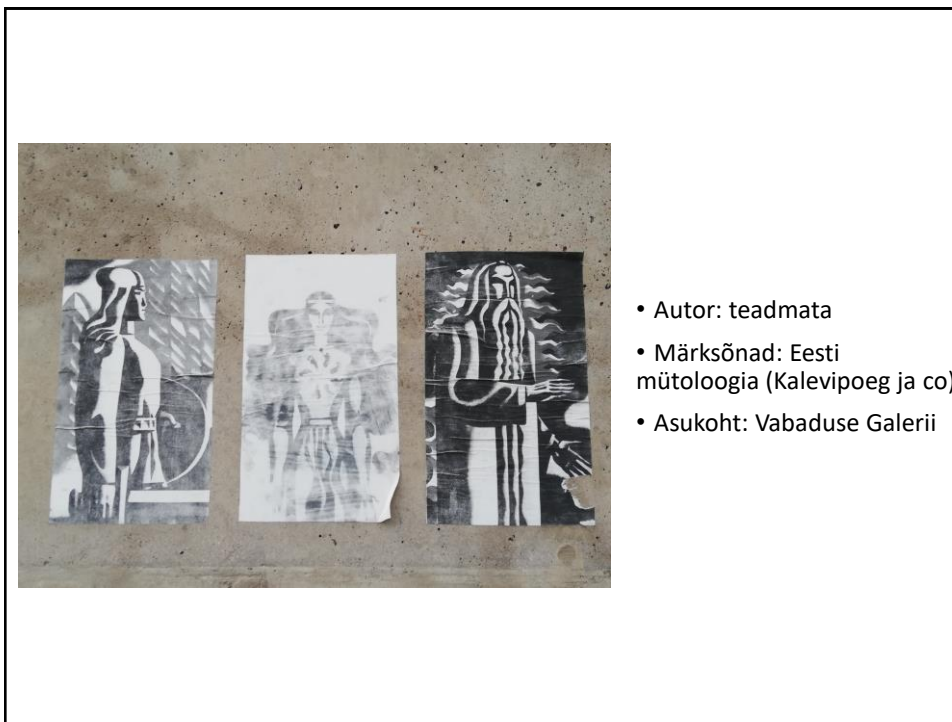 • Autor: teadmata
• Märksõnad: Eesti
mütoloogia (Kalevipoeg ja co)
• Asukoht: Vabaduse Galerii